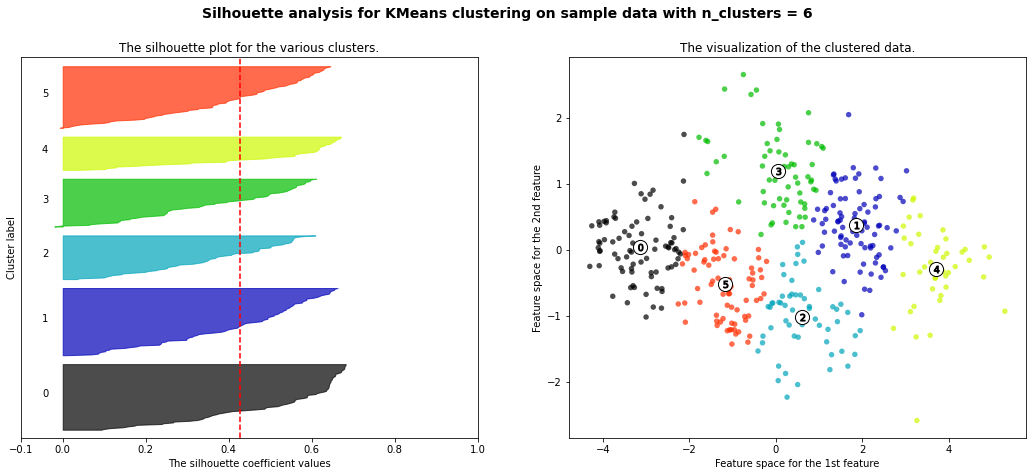 Silhouette analysis for KMeans clustering on sample data with n_clusters = 6
The silhouette plot for the various clusters.
Cluster label
5
4
3
2
1
0
−0.1 0.0 0.2 0.4 0.6 0.8 1.0
The silhouette coefficient values
The visualization of the clustered data.
Feature space for the 2nd feature
2
1
0
−1
−2
3
1
0
4
5
2
−4 −2 0 2 4
Feature space for the 1st feature